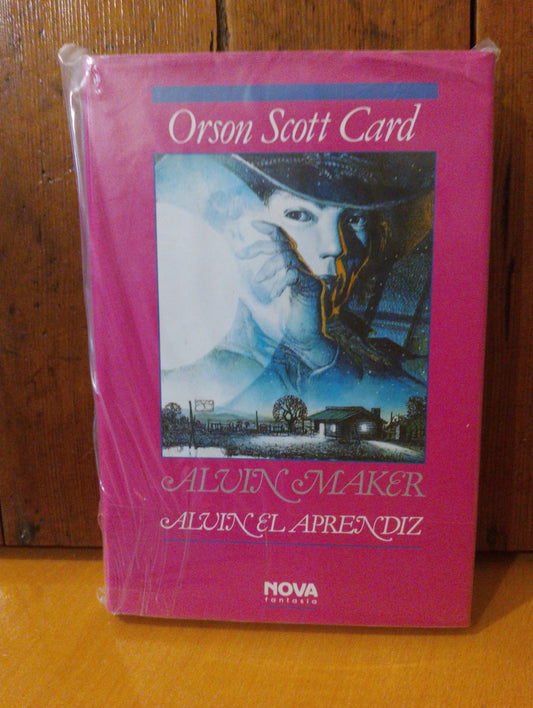 Orson Scott Card
ALVIN MAKER
ALVIN EL APRENDIZ
NOVA
fantasía